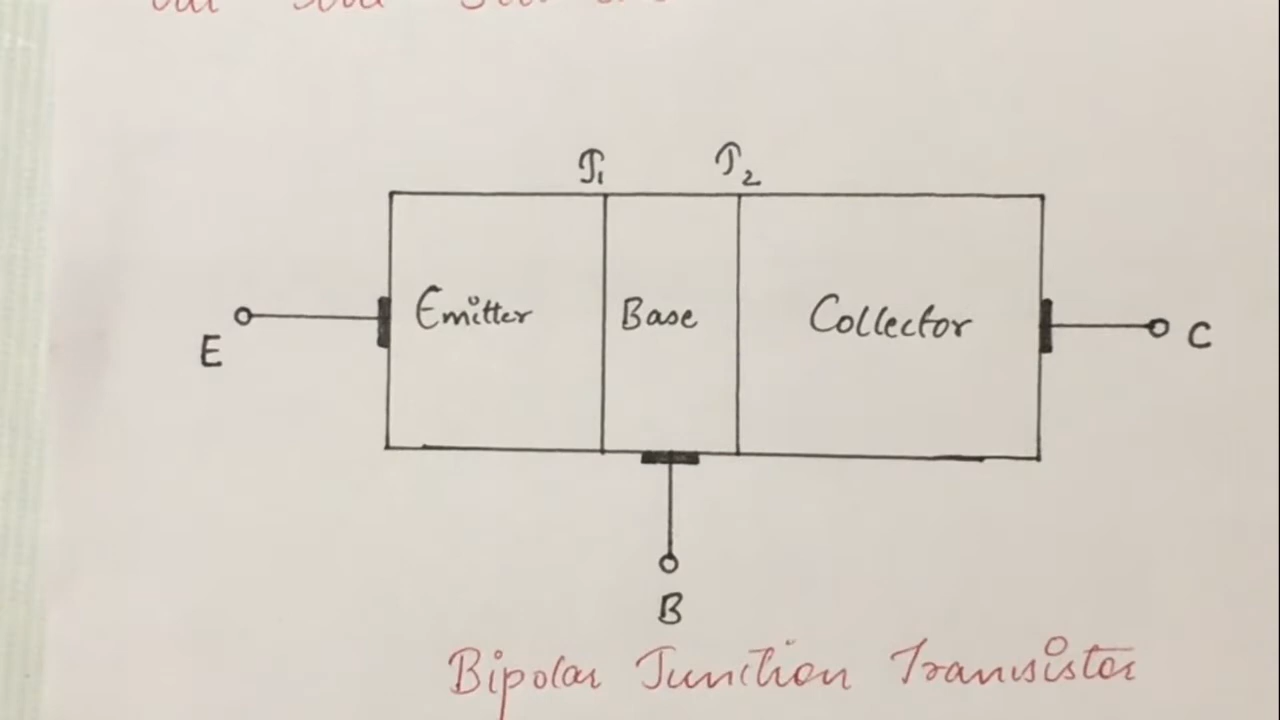 J₁ J₂
Emitter Base Collector
E C
B
Bipolar Junction Transistor